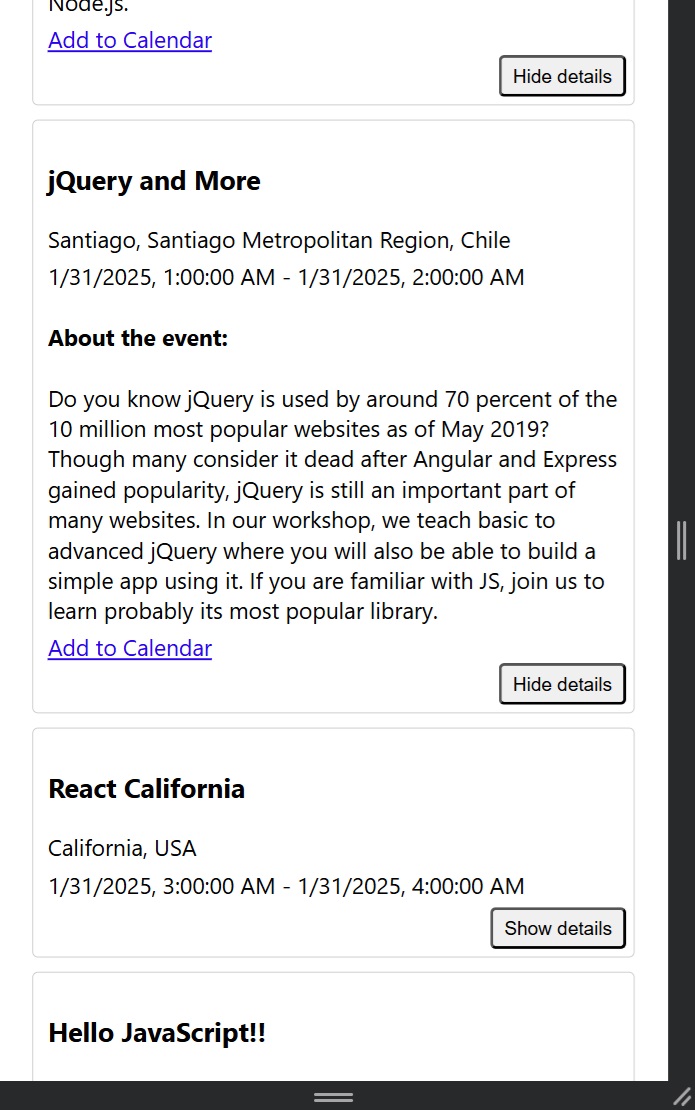 Node.js.
Add to Calendar
Hide details
jQuery and More
Santiago, Santiago Metropolitan Region, Chile
1/31/2025, 1:00:00 AM - 1/31/2025, 2:00:00 AM
About the event:
Do you know jQuery is used by around 70 percent of the
10 million most popular websites as of May 2019?
Though many consider it dead after Angular and Express
gained popularity, jQuery is still an important part of
many websites. In our workshop, we teach basic to
advanced jQuery where you will also be able to build a
simple app using it. If you are familiar with JS, join us to
learn probably its most popular library.
Add to Calendar
Hide details
React California
California, USA
1/31/2025, 3:00:00 AM - 1/31/2025, 4:00:00 AM
Show details
Hello JavaScript!!